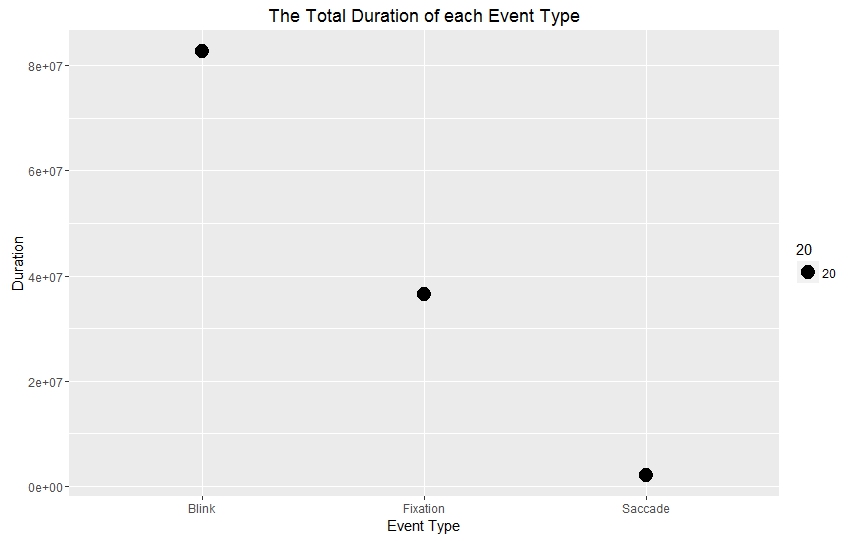 The Total Duration of each Event Type
8e+07
6e+07
4e+07
2e+07
0e+00
Duration
Blink
Fixation
Saccade
Event Type
20
20